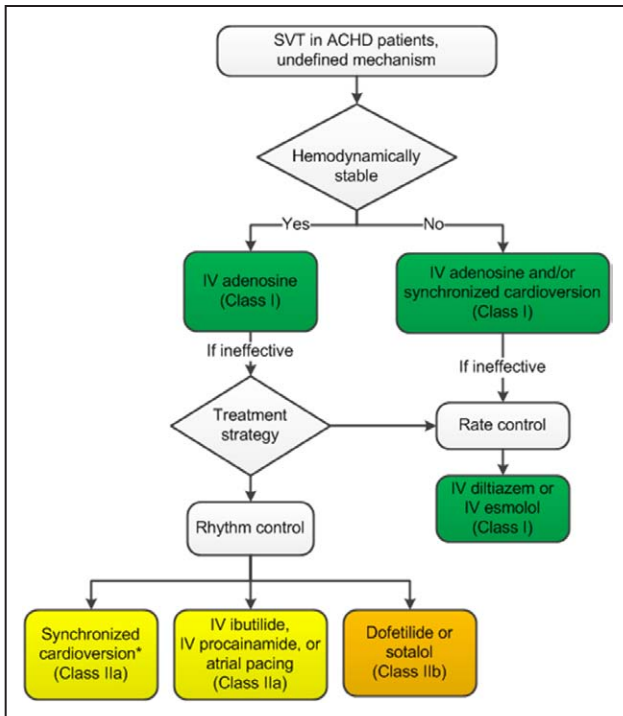 SVT in ACHD patients,
undefined mechanism
Hemodynamically
stable
Yes
No
IV adenosine
(Class I)
IV adenosine and/or
synchronized cardioversion
(Class I)
If ineffective
If ineffective
Treatment
strategy
Rate control
IV diltiazem or
IV esmolol
(Class I)
Rhythm control
Synchronized
cardioversion*
(Class IIa)
IV ibutilide,
IV procainamide, or
atrial pacing
(Class IIa)
Dofetilide or
sotalol
(Class IIb)